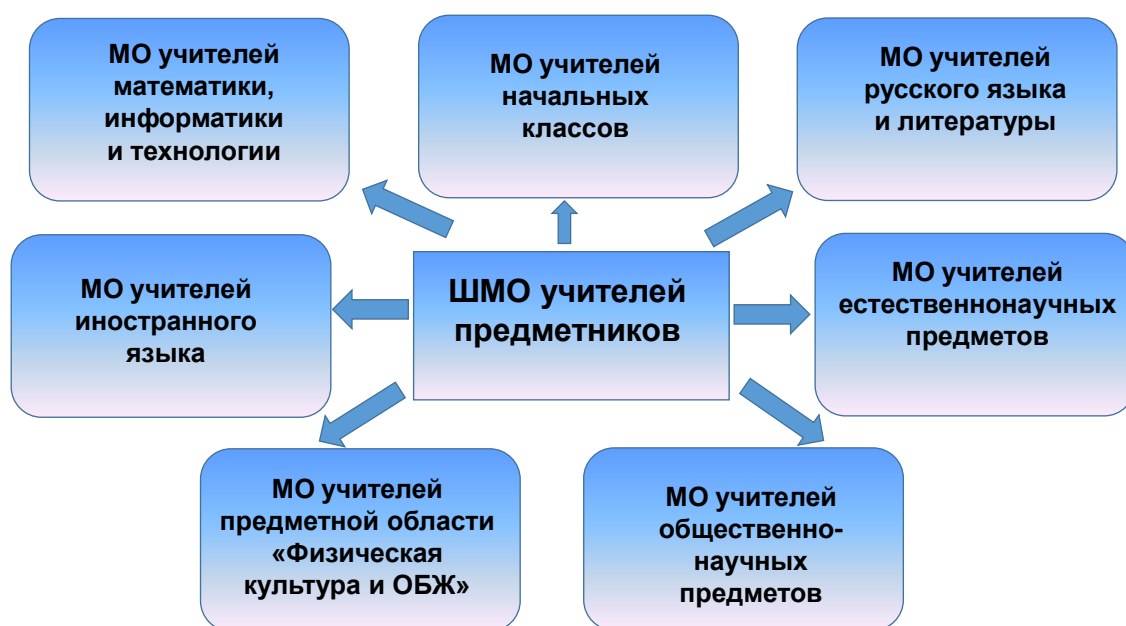 МО учителей
математики,
информатики
и технологии
МО учителей
начальных
классов
МО учителей
русского языка
и литературы
МО учителей
иностранного
языка
ШМО учителей
предметников
МО учителей
естественнонаучных
предметов
МО учителей
предметной области
«Физическая
культура и ОБЖ»
МО учителей
общественно-
научных
предметов